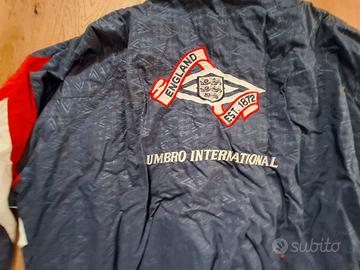 ENGLAND
EST. 1872
UMBRO INTERNATIONAL
subito